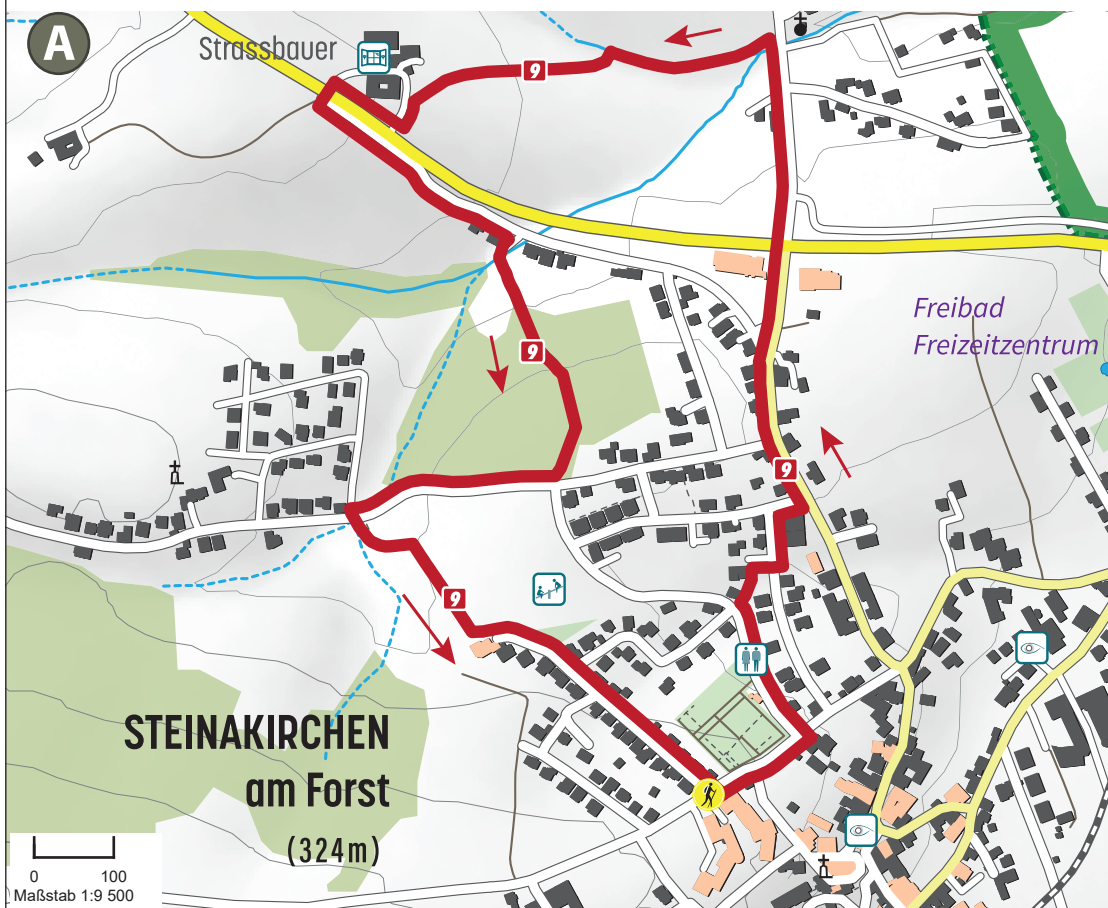 A
Strassbauer
9
9
Freibad
Freizeitzentrum
9
9
STEINAKIRCHEN
am Forst
(324m)
0 100
Maßstab 1:9 500